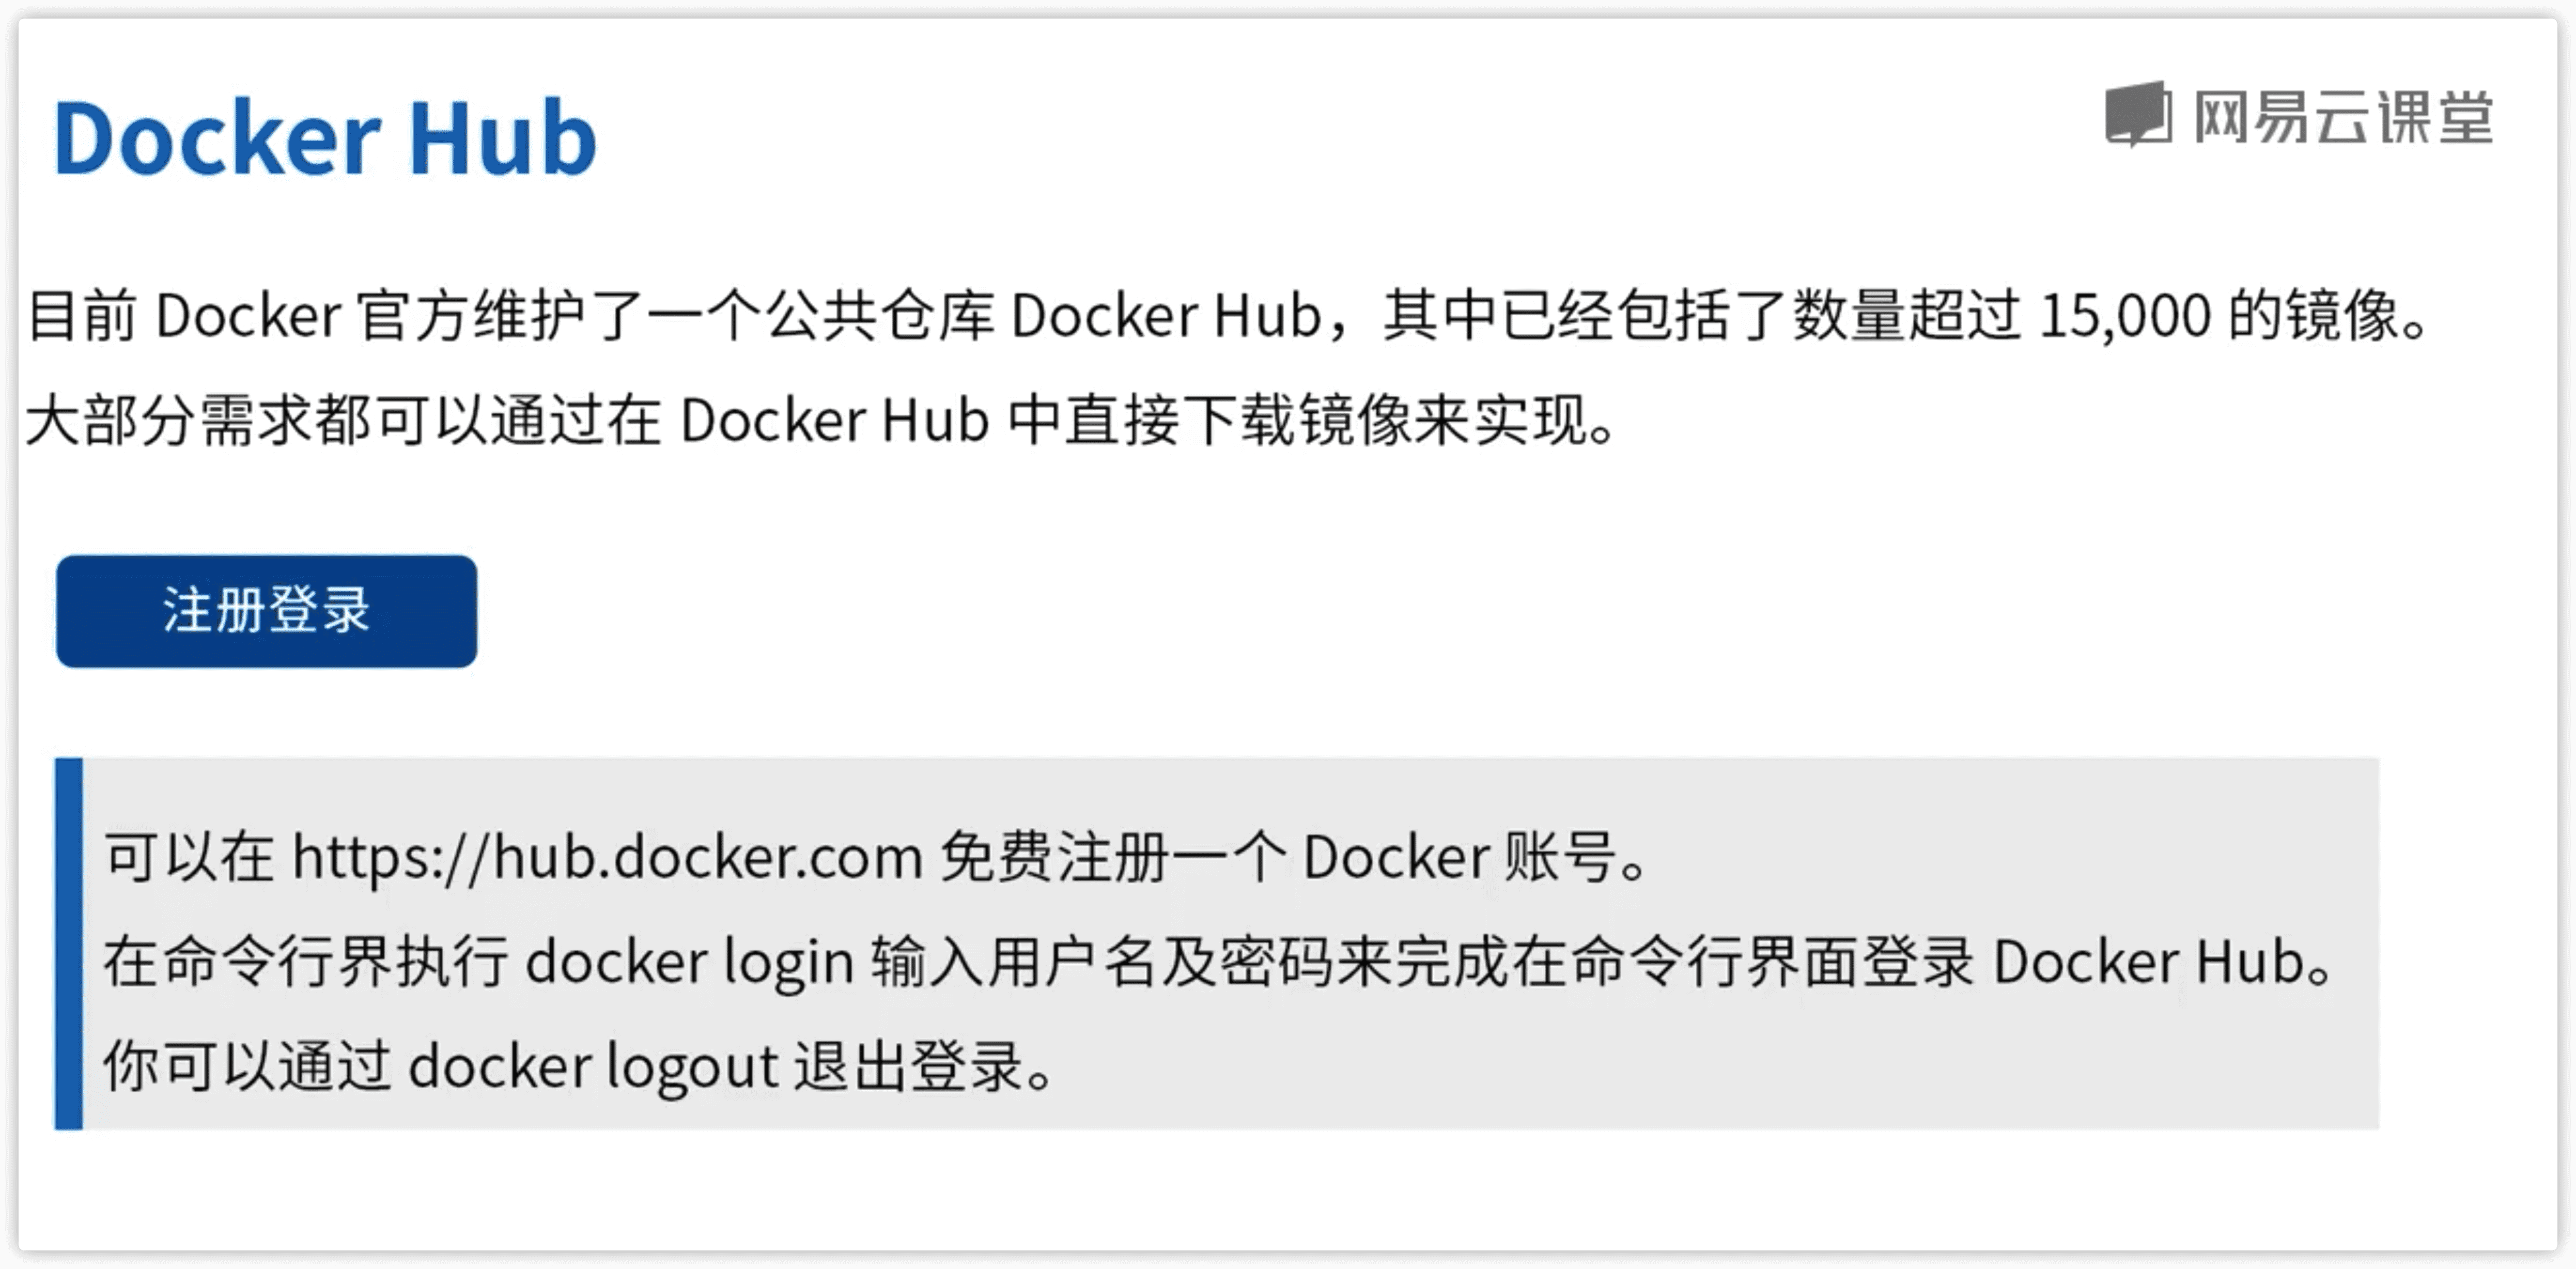 Docker Hub
网易云课堂
目前 Docker 官方维护了一个公共仓库 Docker Hub，其中已经包括了数量超过 15,000 的镜像。
大部分需求都可以通过在 Docker Hub 中直接下载镜像来实现。
注册登录
可以在 https://hub.docker.com 免费注册一个 Docker 账号。
在命令行界执行 docker login 输入用户名及密码来完成在命令行界面登录 Docker Hub。
你可以通过 docker logout 退出登录。